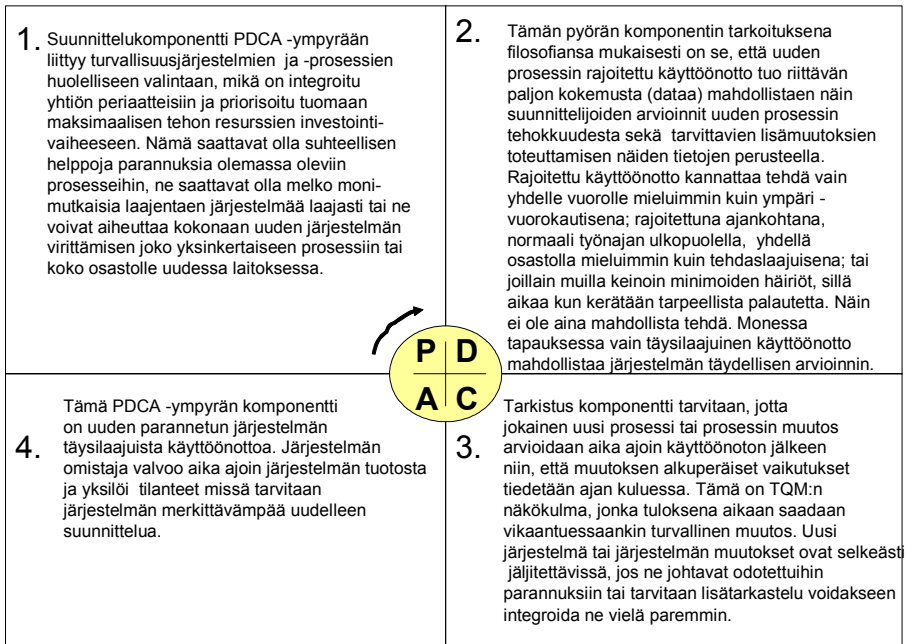 1. Suunnittelukomponentti PDCA -ympyrään
liittyy turvallisuusjärjestelmien ja -prosessien
huolelliseen valintaan, mikä on integroitu
yhtiön periaatteisiin ja priorisoitu tuomaan
maksimaalisen tehon resurssien investointi-
vaiheeseen. Nämä saattavat olla suhteellisen
helppoja parannuksia olemassa oleviin
prosesseihin, ne saattavat olla melko moni-
mutkaisia laajentaen järjestelmää laajasti tai ne
voivat aiheuttaa kokonaan uuden järjestelmän
virittämisen joko yksinkertaiseen prosessiin tai
koko osastolle uudessa laitoksessa.
2. Tämän pyörän komponentin tarkoituksena
filosofiansa mukaisesti on se, että uuden
prosessin rajoitettu käyttöönotto tuo riittävän
paljon kokemusta (dataa) mahdollistaen näin
suunnittelijoiden arvioinnit uuden prosessin
tehokkuudesta sekä tarvittavien lisämuutoksien
toteuttamisen näiden tietojen perusteella.
Rajoitettu käyttöönotto kannattaa tehdä vain
yhdelle vuorolle mieluimmin kuin ympäri -
vuorokautisena; rajoitettuna ajankohtana,
normaali työnajan ulkopuolella, yhdellä
osastolla mieluimmin kuin tehdaslaajuisena; tai
joillain muilla keinoin minimoiden häiriöt, sillä
aikaa kun kerätään tarpeellista palautetta. Näin
ei ole aina mahdollista tehdä. Monessa
tapauksessa vain täysilaajuinen käyttöönotto
mahdollistaa järjestelmän täydellisen arvioinnin.
P D
A C
4. Tämä PDCA -ympyrän komponentti
on uuden parannetun järjestelmän
täysilaajuista käyttöönottoa. Järjestelmän
omistaja valvoo aika ajoin järjestelmän tuotosta
ja yksilöi tilanteet missä tarvitaan
järjestelmän merkittävämpää uudelleen
suunnittelua.
3. Tarkistus komponentti tarvitaan, jotta
jokainen uusi prosessi tai prosessin muutos
arvioidaan aika ajoin käyttöönoton jälkeen
niin, että muutoksen alkuperäiset vaikutukset
tiedetään ajan kuluessa. Tämä on TQM:n
näkökulma, jonka tuloksena aikaan saadaan
vikaantuessaankin turvallinen muutos. Uusi
järjestelmä tai järjestelmän muutokset ovat selkeästi
jäljitettävissä, jos ne johtavat odotettuihin
parannuksiin tai tarvitaan lisätarkastelu voidakseen
integroida ne vielä paremmin.